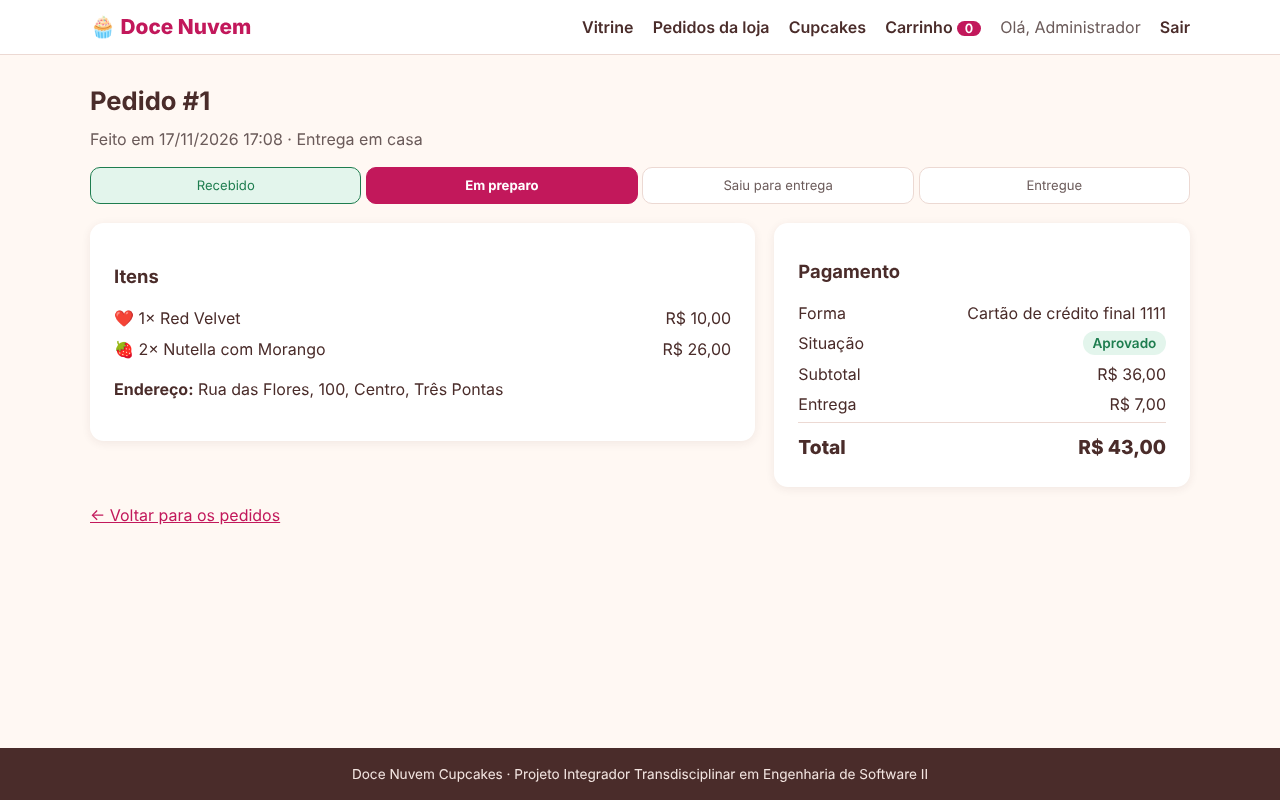 🧁 Doce Nuvem
Vitrine Pedidos da loja Cupcakes Carrinho 0 Olá, Administrador Sair
Pedido #1
Feito em 17/11/2026 17:08 · Entrega em casa
Recebido Em preparo Saiu para entrega Entregue
Itens
❤️ 1× Red Velvet R$ 10,00
🍓 2× Nutella com Morango R$ 26,00
Endereço: Rua das Flores, 100, Centro, Três Pontas
Pagamento
Forma Cartão de crédito final 1111
Situação Aprovado
Subtotal R$ 36,00
Entrega R$ 7,00
Total R$ 43,00
← Voltar para os pedidos
Doce Nuvem Cupcakes · Projeto Integrador Transdisciplinar em Engenharia de Software II